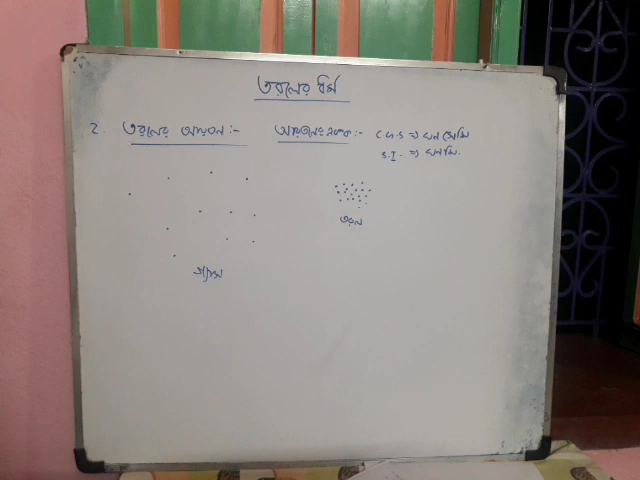 তরলের ধর্ম
2. তরলের আয়তন :- আয়তনের একক :- C.G.S => ঘন সেমি
S.I. => ঘনমি.
তরল
গ্যাস